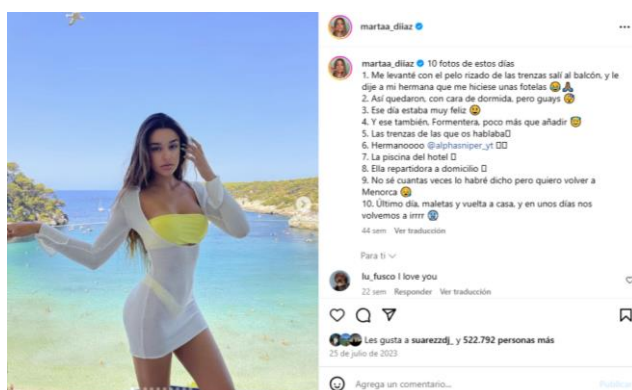 martaa_diiaz
martaa_diiaz 10 fotos de estos días
1. Me levanté con el pelo rizado de las trenzas salí al balcón, y le
dije a mi hermana que me hiciese unas fotelas 😂🙏
2. Así quedaron, con cara de dormida, pero guays
3. Ese día estaba muy feliz
4. Y ese también, Formentera, poco más que añadir 😇
5. Las trenzas de las que os hablaba
6. Hermanoooo @alphasniper_yt
7. La piscina del hotel
8. Ella repartidora a domicilio
9. No sé cuantas veces lo habré dicho pero quiero volver a
Menorca
10. Último día, maletas y vuelta a casa, y en unos días nos
volvemos a irrrr
44 sem Ver traducción
Para ti
lu_fusco I love you
22 sem Responder Ver traducción
Les gusta a suarezzdj_ y 522.792 personas más
25 de julio de 2023
Agrega un comentario...
Publicar